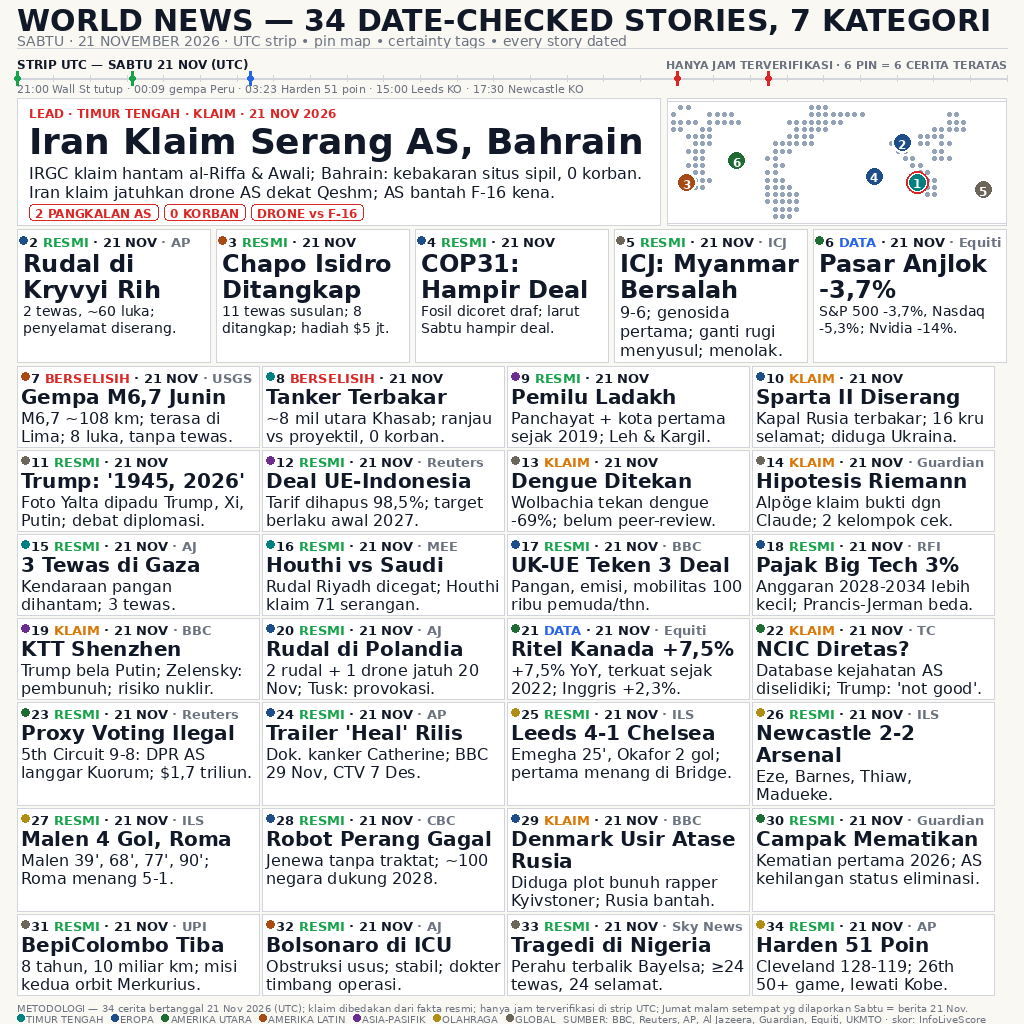 WORLD NEWS — 34 DATE-CHECKED STORIES, 7 KATEGORI
SABTU · 21 NOVEMBER 2026 · UTC strip • pin map • certainty tags • every story dated
STRIP UTC — SABTU 21 NOV (UTC)
HANYA JAM TERVERIFIKASI · 6 PIN = 6 CERITA TERATAS
21:00 Wall St tutup · 00:09 gempa Peru · 03:23 Harden 51 poin · 15:00 Leeds KO · 17:30 Newcastle KO
LEAD · TIMUR TENGAH · KLAIM · 21 NOV 2026
Iran Klaim Serang AS, Bahrain
IRGC klaim hantam al-Riffa & Awali; Bahrain: kebakaran situs sipil, 0 korban.
Iran klaim jatuhkan drone AS dekat Qeshm; AS bantah F-16 kena.
2 PANGKALAN AS
0 KORBAN
DRONE vs F-16
3
6
4
2
1
5
2 RESMI · 21 NOV · AP
Rudal di
Kryvyi Rih
2 tewas, ~60 luka;
penyelamat diserang.
3 RESMI · 21 NOV
Chapo Isidro
Ditangkap
11 tewas susulan; 8
ditangkap; hadiah $5 jt.
4 RESMI · 21 NOV
COP31:
Hampir Deal
Fosil dicoret draf; larut
Sabtu hampir deal.
5 RESMI · 21 NOV · ICJ
ICJ: Myanmar
Bersalah
9-6; genosida
pertama; ganti rugi
menyusul; menolak.
6 DATA · 21 NOV · Equiti
Pasar Anjlok
-3,7%
S&P 500 -3,7%, Nasdaq
-5,3%; Nvidia -14%.
7 BERSELISIH · 21 NOV · USGS
Gempa M6,7 Junin
M6,7 ~108 km; terasa di
Lima; 8 luka, tanpa tewas.
8 BERSELISIH · 21 NOV
Tanker Terbakar
~8 mil utara Khasab; ranjau
vs proyektil, 0 korban.
9 RESMI · 21 NOV
Pemilu Ladakh
Panchayat + kota pertama
sejak 2019; Leh & Kargil.
10 KLAIM · 21 NOV
Sparta II Diserang
Kapal Rusia terbakar; 16 kru
selamat; diduga Ukraina.
11 RESMI · 21 NOV
Trump: '1945, 2026'
Foto Yalta dipadu Trump, Xi,
Putin; debat diplomasi.
12 RESMI · 21 NOV · Reuters
Deal UE-Indonesia
Tarif dihapus 98,5%; target
berlaku awal 2027.
13 KLAIM · 21 NOV
Dengue Ditekan
Wolbachia tekan dengue
-69%; belum peer-review.
14 KLAIM · 21 NOV · Guardian
Hipotesis Riemann
Alpöge klaim bukti dgn
Claude; 2 kelompok cek.
15 RESMI · 21 NOV · AJ
3 Tewas di Gaza
Kendaraan pangan
dihantam; 3 tewas.
16 RESMI · 21 NOV · MEE
Houthi vs Saudi
Rudal Riyadh dicegat; Houthi
klaim 71 serangan.
17 RESMI · 21 NOV · BBC
UK-UE Teken 3 Deal
Pangan, emisi, mobilitas 100
ribu pemuda/thn.
18 RESMI · 21 NOV · RFI
Pajak Big Tech 3%
Anggaran 2028-2034 lebih
kecil; Prancis-Jerman beda.
19 KLAIM · 21 NOV · BBC
KTT Shenzhen
Trump bela Putin; Zelensky:
pembunuh; risiko nuklir.
20 RESMI · 21 NOV · AJ
Rudal di Polandia
2 rudal + 1 drone jatuh 20
Nov; Tusk: provokasi.
21 DATA · 21 NOV · Equiti
Ritel Kanada +7,5%
+7,5% YoY, terkuat sejak
2022; Inggris +2,3%.
22 KLAIM · 21 NOV · TC
NCIC Diretas?
Database kejahatan AS
diselidiki; Trump: 'not good'.
23 RESMI · 21 NOV · Reuters
Proxy Voting Ilegal
5th Circuit 9-8: DPR AS
langgar Kuorum; $1,7 triliun.
24 RESMI · 21 NOV · AP
Trailer 'Heal' Rilis
Dok. kanker Catherine; BBC
29 Nov, CTV 7 Des.
25 RESMI · 21 NOV · ILS
Leeds 4-1 Chelsea
Emegha 25', Okafor 2 gol;
pertama menang di Bridge.
26 RESMI · 21 NOV · ILS
Newcastle 2-2
Arsenal
Eze, Barnes, Thiaw,
Madueke.
27 RESMI · 21 NOV · ILS
Malen 4 Gol, Roma
Malen 39', 68', 77', 90';
Roma menang 5-1.
28 RESMI · 21 NOV · CBC
Robot Perang Gagal
Jenewa tanpa traktat; ~100
negara dukung 2028.
29 KLAIM · 21 NOV · BBC
Denmark Usir Atase
Rusia
Diduga plot bunuh rapper
Kyivstoner; Rusia bantah.
30 RESMI · 21 NOV · Guardian
Campak Mematikan
Kematian pertama 2026; AS
kehilangan status eliminasi.
31 RESMI · 21 NOV · UPI
BepiColombo Tiba
8 tahun, 10 miliar km; misi
kedua orbit Merkurius.
32 RESMI · 21 NOV · AJ
Bolsonaro di ICU
Obstruksi usus; stabil; dokter
timbang operasi.
33 RESMI · 21 NOV · Sky News
Tragedi di Nigeria
Perahu terbalik Bayelsa; ≥24
tewas, 24 selamat.
34 RESMI · 21 NOV · AP
Harden 51 Poin
Cleveland 128-119; 26th
50+ game, lewati Kobe.
METODOLOGI — 34 cerita bertanggal 21 Nov 2026 (UTC); klaim dibedakan dari fakta resmi; hanya jam terverifikasi di strip UTC; Jumat malam setempat yg dilaporkan Sabtu = berita 21 Nov.
TIMUR TENGAH EROPA AMERIKA UTARA AMERIKA LATIN ASIA-PASIFIK OLAHRAGA GLOBAL SUMBER: BBC, Reuters, AP, Al Jazeera, Guardian, Equiti, UKMTO · skor: InfoLiveScore